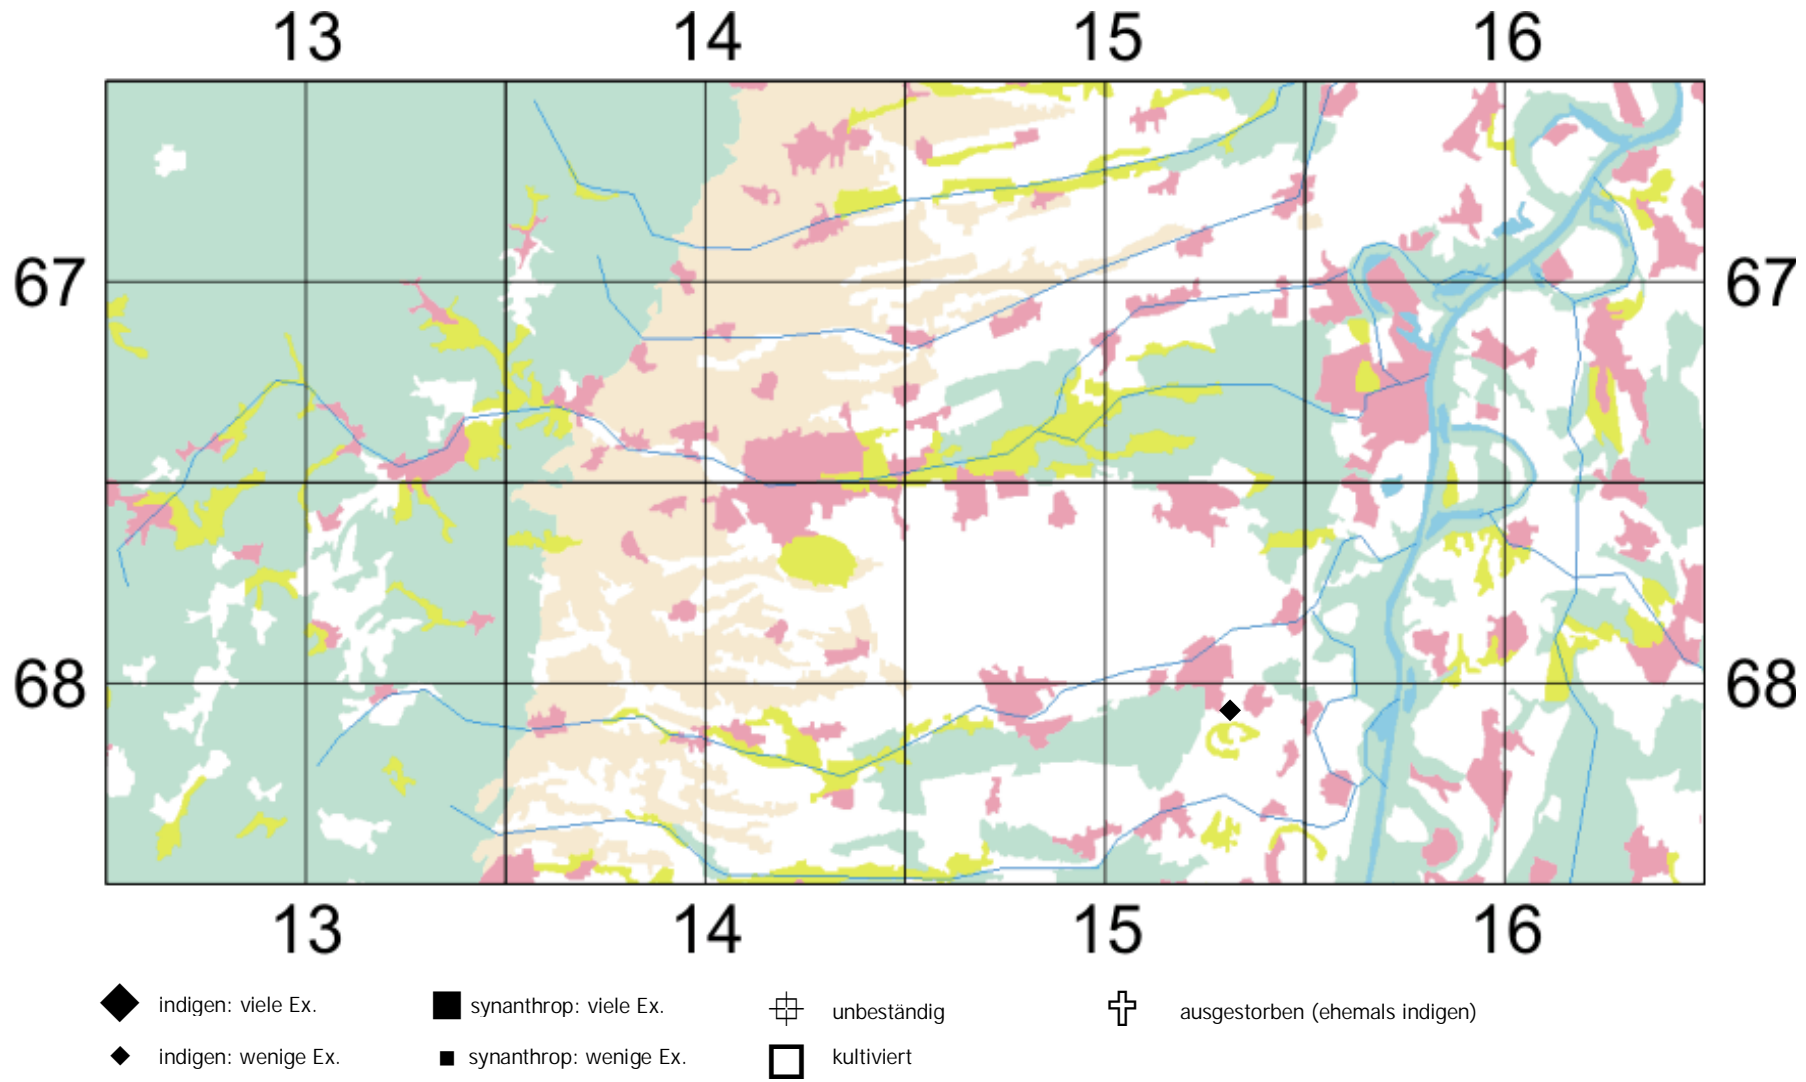 13 14 15 16
67 67
68 68
13 14 15 16
indigen: viele Ex. synanthrop: viele Ex. unbeständig ausgestorben (ehemals indigen)
indigen: wenige Ex. synanthrop: wenige Ex. kultiviert